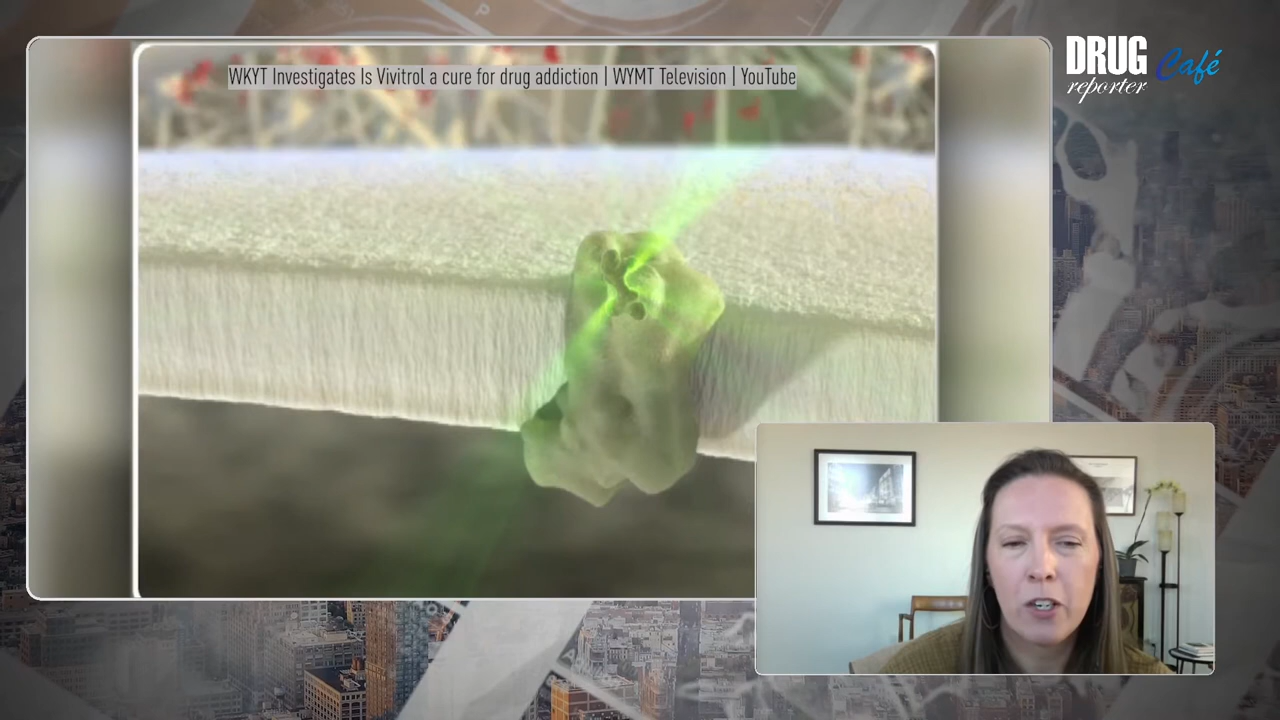 WKYT Investigates Is Vivitrol a cure for drug addiction | WYMT Television | YouTube
DRUG
reporter
Café
P